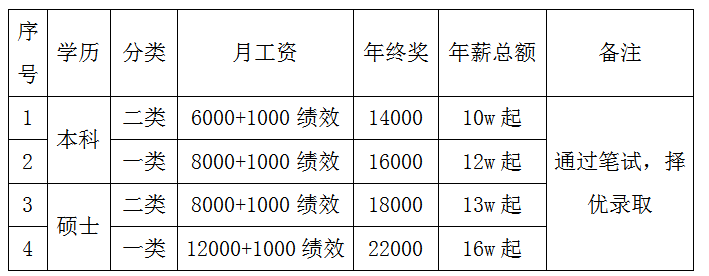 序号 学历 分类 月工资 年终奖 年薪总额 备注
1 本科 二类 6000+1000 绩效 14000 10w 起 通过笔试，择优录取
2 一类 8000+1000 绩效 16000 12w 起
3 硕士 二类 8000+1000 绩效 18000 13w 起
4 一类 12000+1000 绩效 22000 16w 起